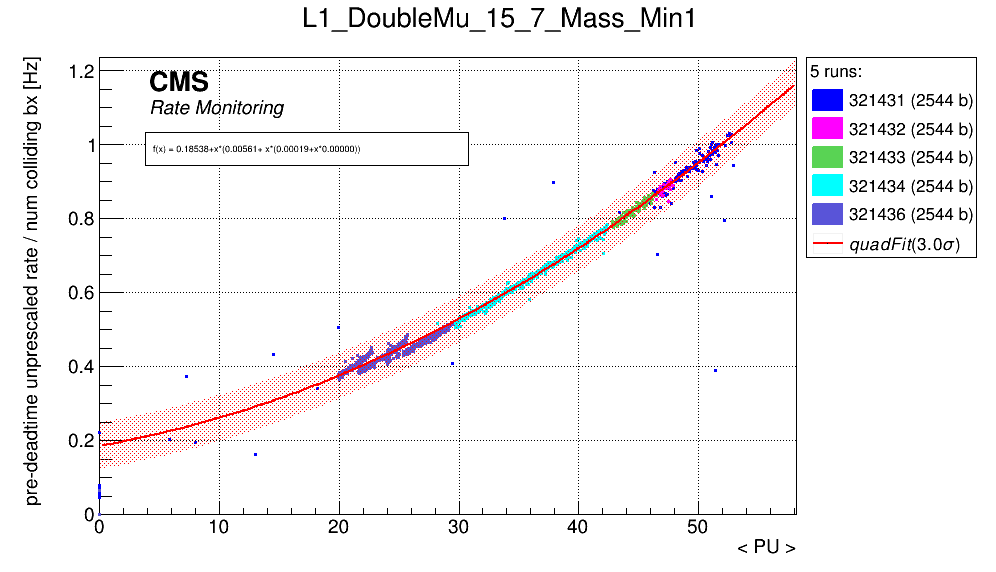 L1_DoubleMu_15_7_Mass_Min1
pre-deadtime unprescaled rate / num colliding bx [Hz]
CMS
Rate Monitoring
f(x) = 0.18538+x*(0.00561+ x*(0.00019+x*0.00000))
1.2
1
0.8
0.6
0.4
0.2
0
0 10 20 30 40 50
< PU >
5 runs:
321431 (2544 b)
321432 (2544 b)
321433 (2544 b)
321434 (2544 b)
321436 (2544 b)
quadFit(3.0σ)